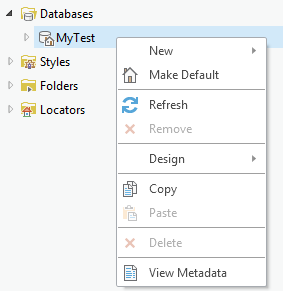 Databases
MyTest
Styles
Folders
Locators
New
Make Default
Refresh
Remove
Design
Copy
Paste
Delete
View Metadata